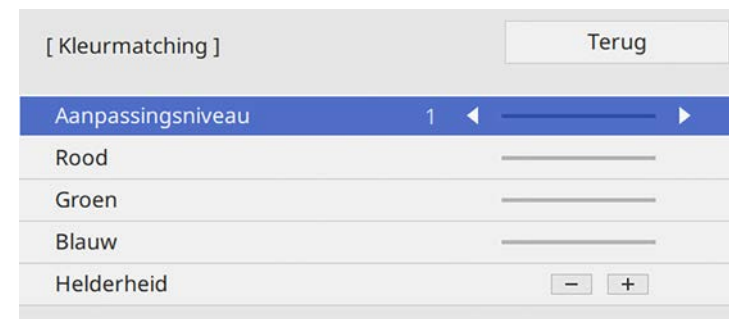 [ Kleurmatching ] Terug
Aanpassingsniveau 1
Rood
Groen
Blauw
Helderheid − +